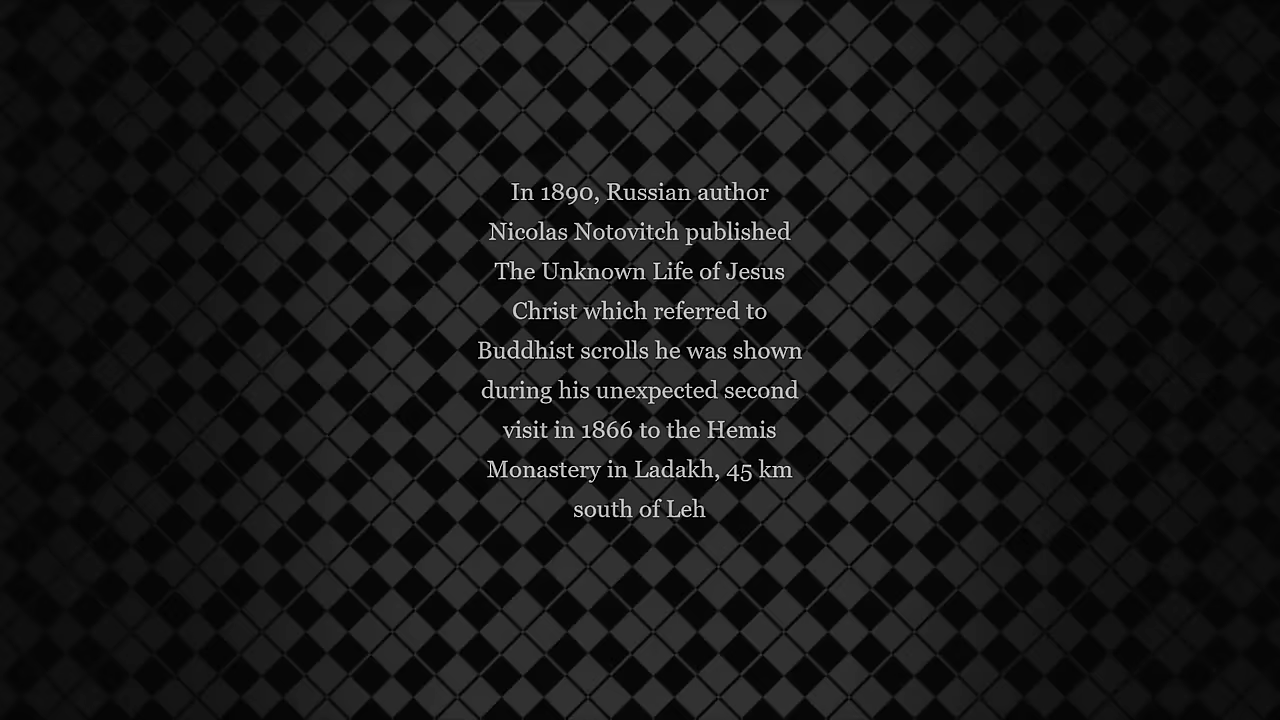 In 1890, Russian author
Nicolas Notovitch published
The Unknown Life of Jesus
Christ which referred to
Buddhist scrolls he was shown
during his unexpected second
visit in 1866 to the Hemis
Monastery in Ladakh, 45 km
south of Leh